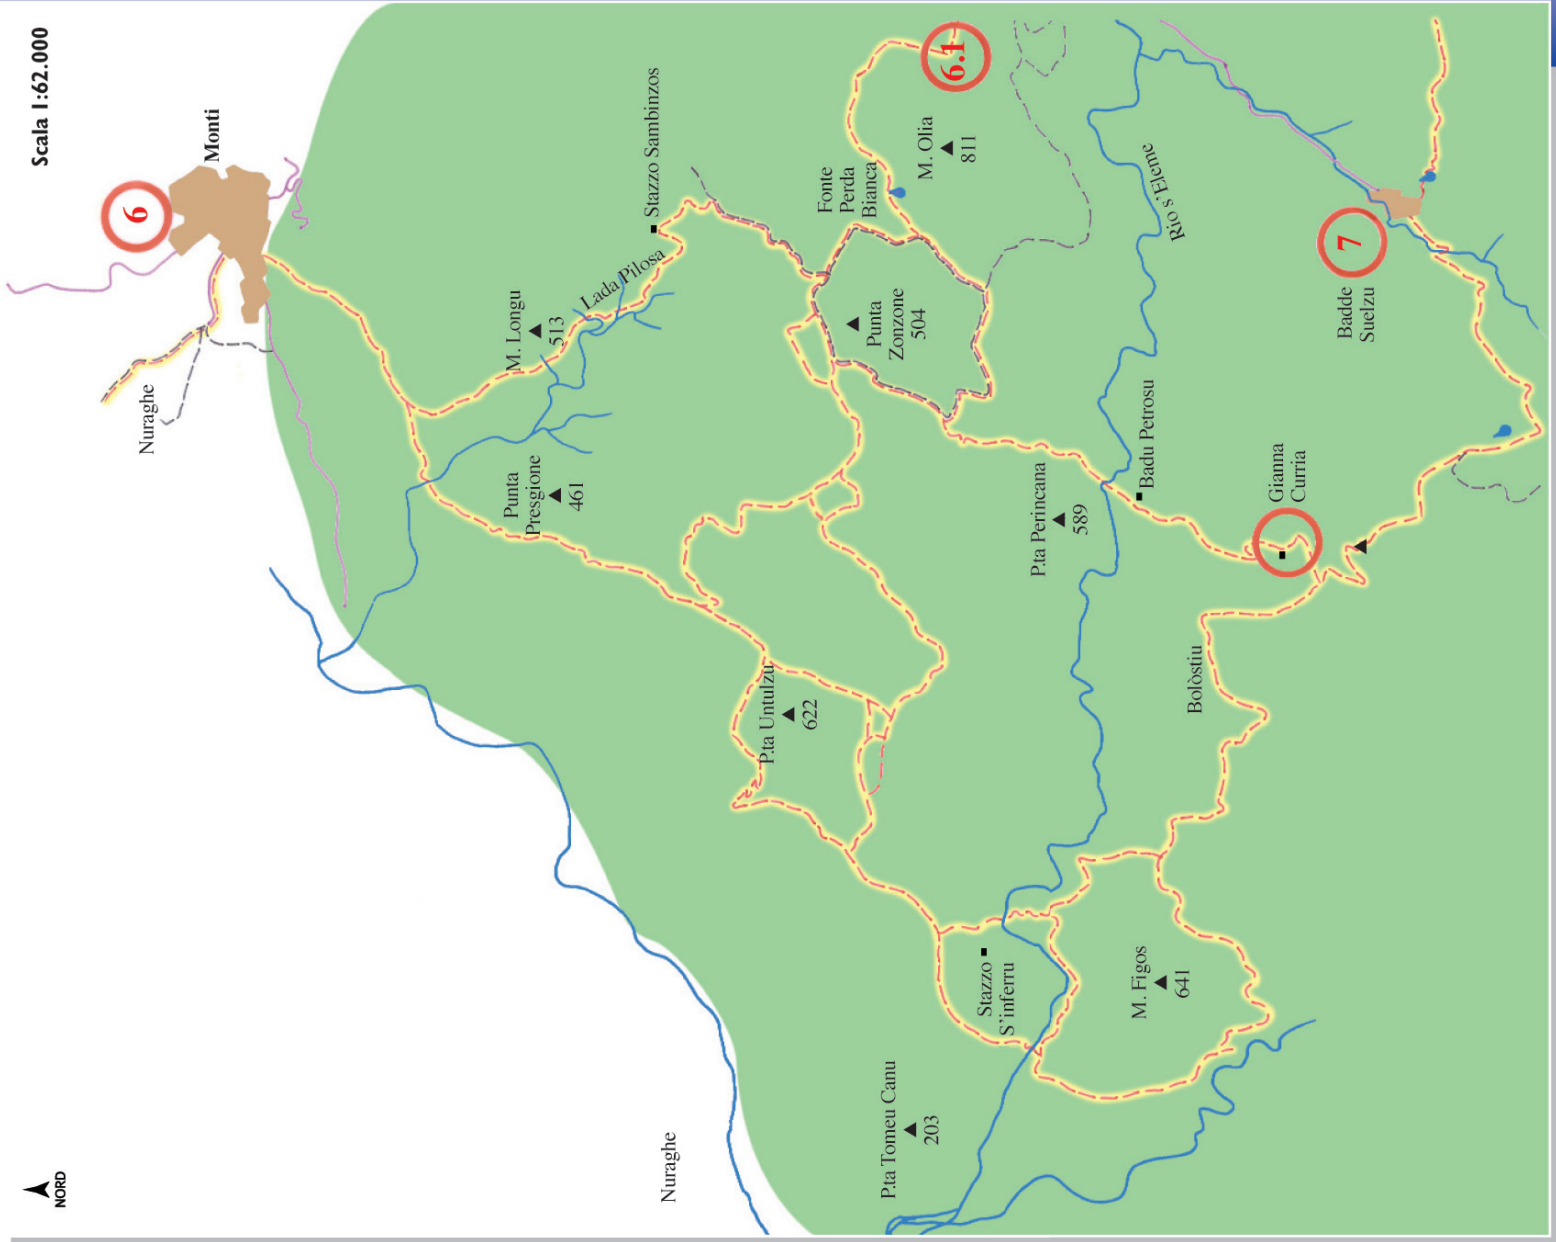 Scala 1:62.000
Monti
6
Nuraghe
Stazzo Sambinzos
6.1
M. Olia
811
Fonte
Perda
Bianca
Lada Pilosa
M. Longu
513
Punta
Zonzone
504
Rio s'Eleme
7
Badde
Suelzu
Punta
Presgione
461
Badu Petrosu
P.ta Perincana
589
Gianna
Curria
P.ta Untulzu
622
Bolòstiu
Stazzo
S'inferru
M. Figos
641
P.ta Tomeu Canu
203
Nuraghe
NORD